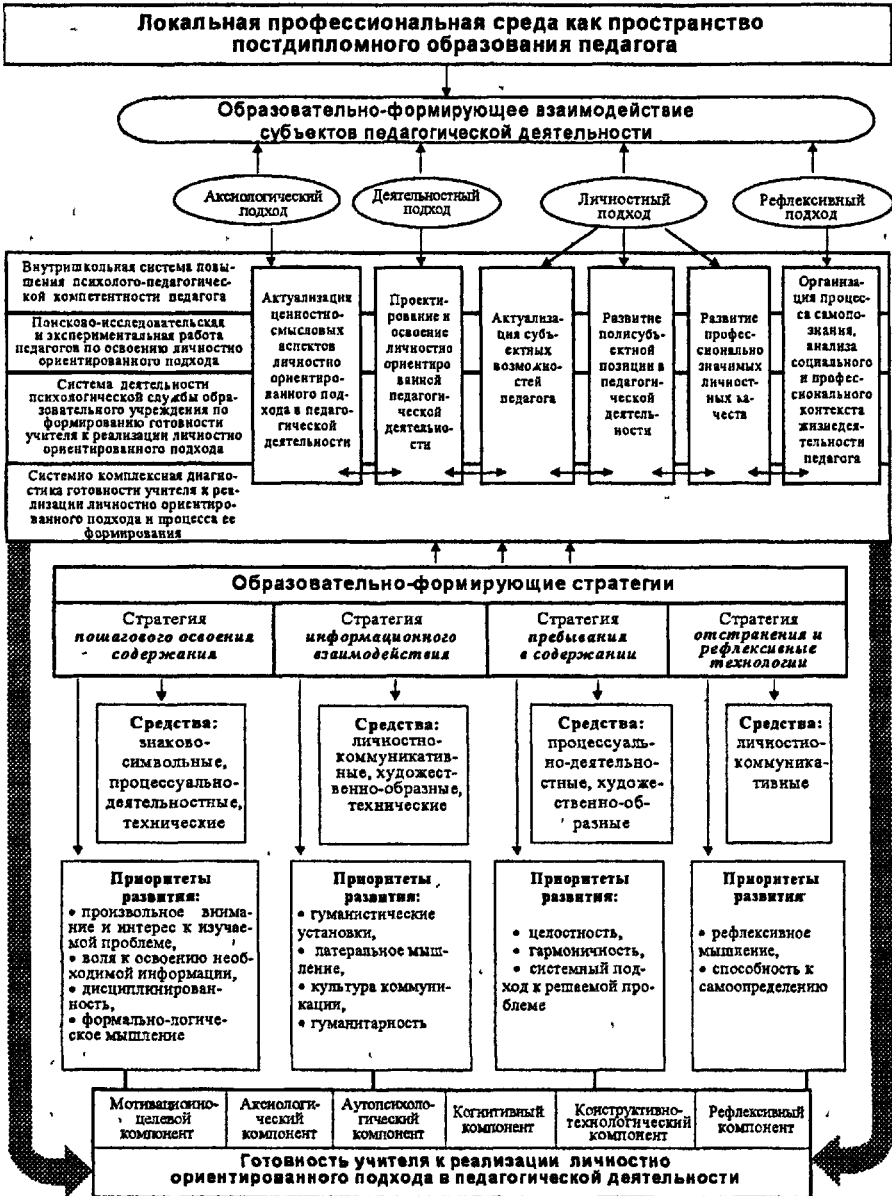 Локальная профессиональная среда как пространство
постдипломного образования педагога
Образовательно-формирующее взаимодействие
субъектов педагогической деятельности
Аксиологический
подход
Деятельностный
подход
Личностный
подход
Рефлексивный
подход
Внутришкольная система повы-
шения психолого-педагогичес-
кой компетентности педагога
Поисково-исследовательская
и экспериментальная работа
педагогов по освоению личностно
ориентированного подхода
Система деятельности
психологической службы обра-
зовательного учреждения по
формированию готовности
учителя к реализации личностно
ориентированного подхода
Системно комплексная диагно-
стика готовности учителя к реа-
лизации личностно ориентиро-
ванного подхода и процесса ее
формирования
Актуализация
ценностно-
смысловых
аспектов
личностно
ориентиро-
ванного под-
хода в педаго-
гической
деятельности
Проекти-
рование и
освоение
личностно
ориентиро
ванной
педагоги-
ческой
деятельно-
сти
Актуализа-
ция субъ-
ектных
возможно-
стей
педагога
Развитие
полисубъ-
ектной
позиции в
педагоги-
ческой
деятель-
ности
Развитие
профес-
сионально
значимых
личност-
ных ка-
честв
Органи-
зация процес-
са самопо-
знания,
анализа
социального
и профес-
сионального
контекста
жизнедея-
тельности
педагога
Образовательно-формирующие стратегии
Стратегия
пошагового освоения
содержания
Стратегия
информационного
взаимодействия
Стратегия
пребывания
в содержании
Стратегия
отстранения и
рефлексивные
технологии
Средства:
знаково-
символьные,
процессуально-
деятельностные,
технические
Средства:
личностно-
коммуникатив-
ные, художест-
венно-образные,
технические
Средства:
процессуаль-
но-деятельно-
стные, худо­же-
ственно-об-
разные
Средства:
личностно-
коммуника-
тивные
Приоритеты
развития:
• произвольное внима-
ние и интерес к изучае-
мой проблеме,
• воля к освоению необ-
ходимой информации,
• дисциплинирован-
ность,
• формально-логиче-
ское мышление
Приоритеты
развития:
• гуманистические
установки,
• латеральное мыш-
ление,
• культура коммуни-
кации,
• гуманитарность
Приоритеты
развития:
• целостность,
• гармоничность,
• системный под-
ход к решаемой про-
блеме
Приоритеты
развития
• рефлексивное
мышление,
• способность к
самоопределению
Мотивационно-
целевой
компонент
Аксиологи-
ческий
компонент
Аутопсихоло-
гический
компонент
Когнитивный
компонент
Конструктивно-
технологический
компонент
Рефлексивный
компонент
Готовность учителя к реализации личностно
ориентированного подхода в педагогической деятельности